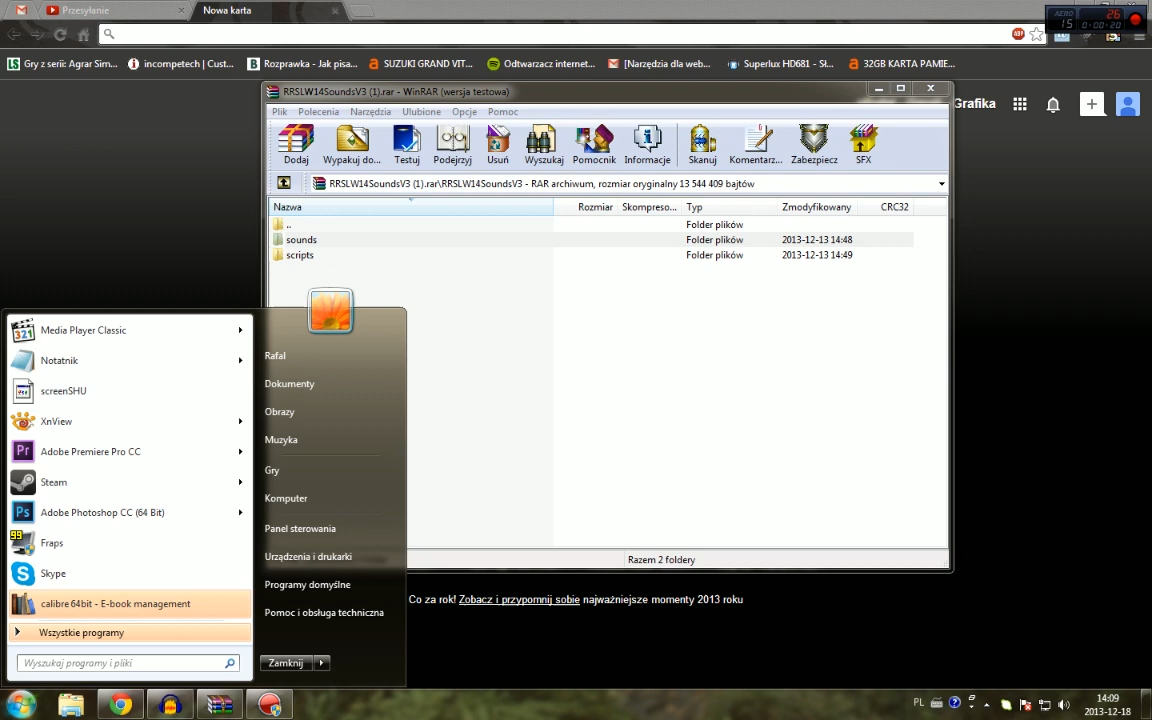 Przesyłanie
Nowa karta
AERO
15
26
0:00:20
Gry z serii: Agrar Sim...
incompetech | Cust...
Rozprawka - Jak pisa...
SUZUKI GRAND VIT...
Odtwarzacz internet...
[Narzędzia dla web...
Superlux HD681 - Sł...
32GB KARTA PAMIE...
Grafika
RRSLW14SoundsV3 (1).rar - WinRAR (wersja testowa)
Plik Polecenia Narzędzia Ulubione Opcje Pomoc
Dodaj Wypakuj do... Testuj Podejrzyj Usuń Wyszukaj Pomocnik Informacje Skanuj Komentarz... Zabezpiecz SFX
RRSLW14SoundsV3 (1).rar\RRSLW14SoundsV3 - RAR archiwum, rozmiar oryginalny 13 544 409 bajtów
Nazwa Rozmiar Skompreso... Typ Zmodyfikowany CRC32
.. Folder plików
sounds Folder plików 2013-12-13 14:48
scripts Folder plików 2013-12-13 14:49
Razem 2 foldery
Media Player Classic
Notatnik
screenSHU
XnView
Adobe Premiere Pro CC
Steam
Adobe Photoshop CC (64 Bit)
Fraps
Skype
calibre 64bit - E-book management
Wszystkie programy
Wyszukaj programy i pliki
Rafal
Dokumenty
Obrazy
Muzyka
Gry
Komputer
Panel sterowania
Urządzenia i drukarki
Programy domyślne
Pomoc i obsługa techniczna
Zamknij
Co za rok! Zobacz i przypomnij sobie najważniejsze momenty 2013 roku
PL
14:09
2013-12-18